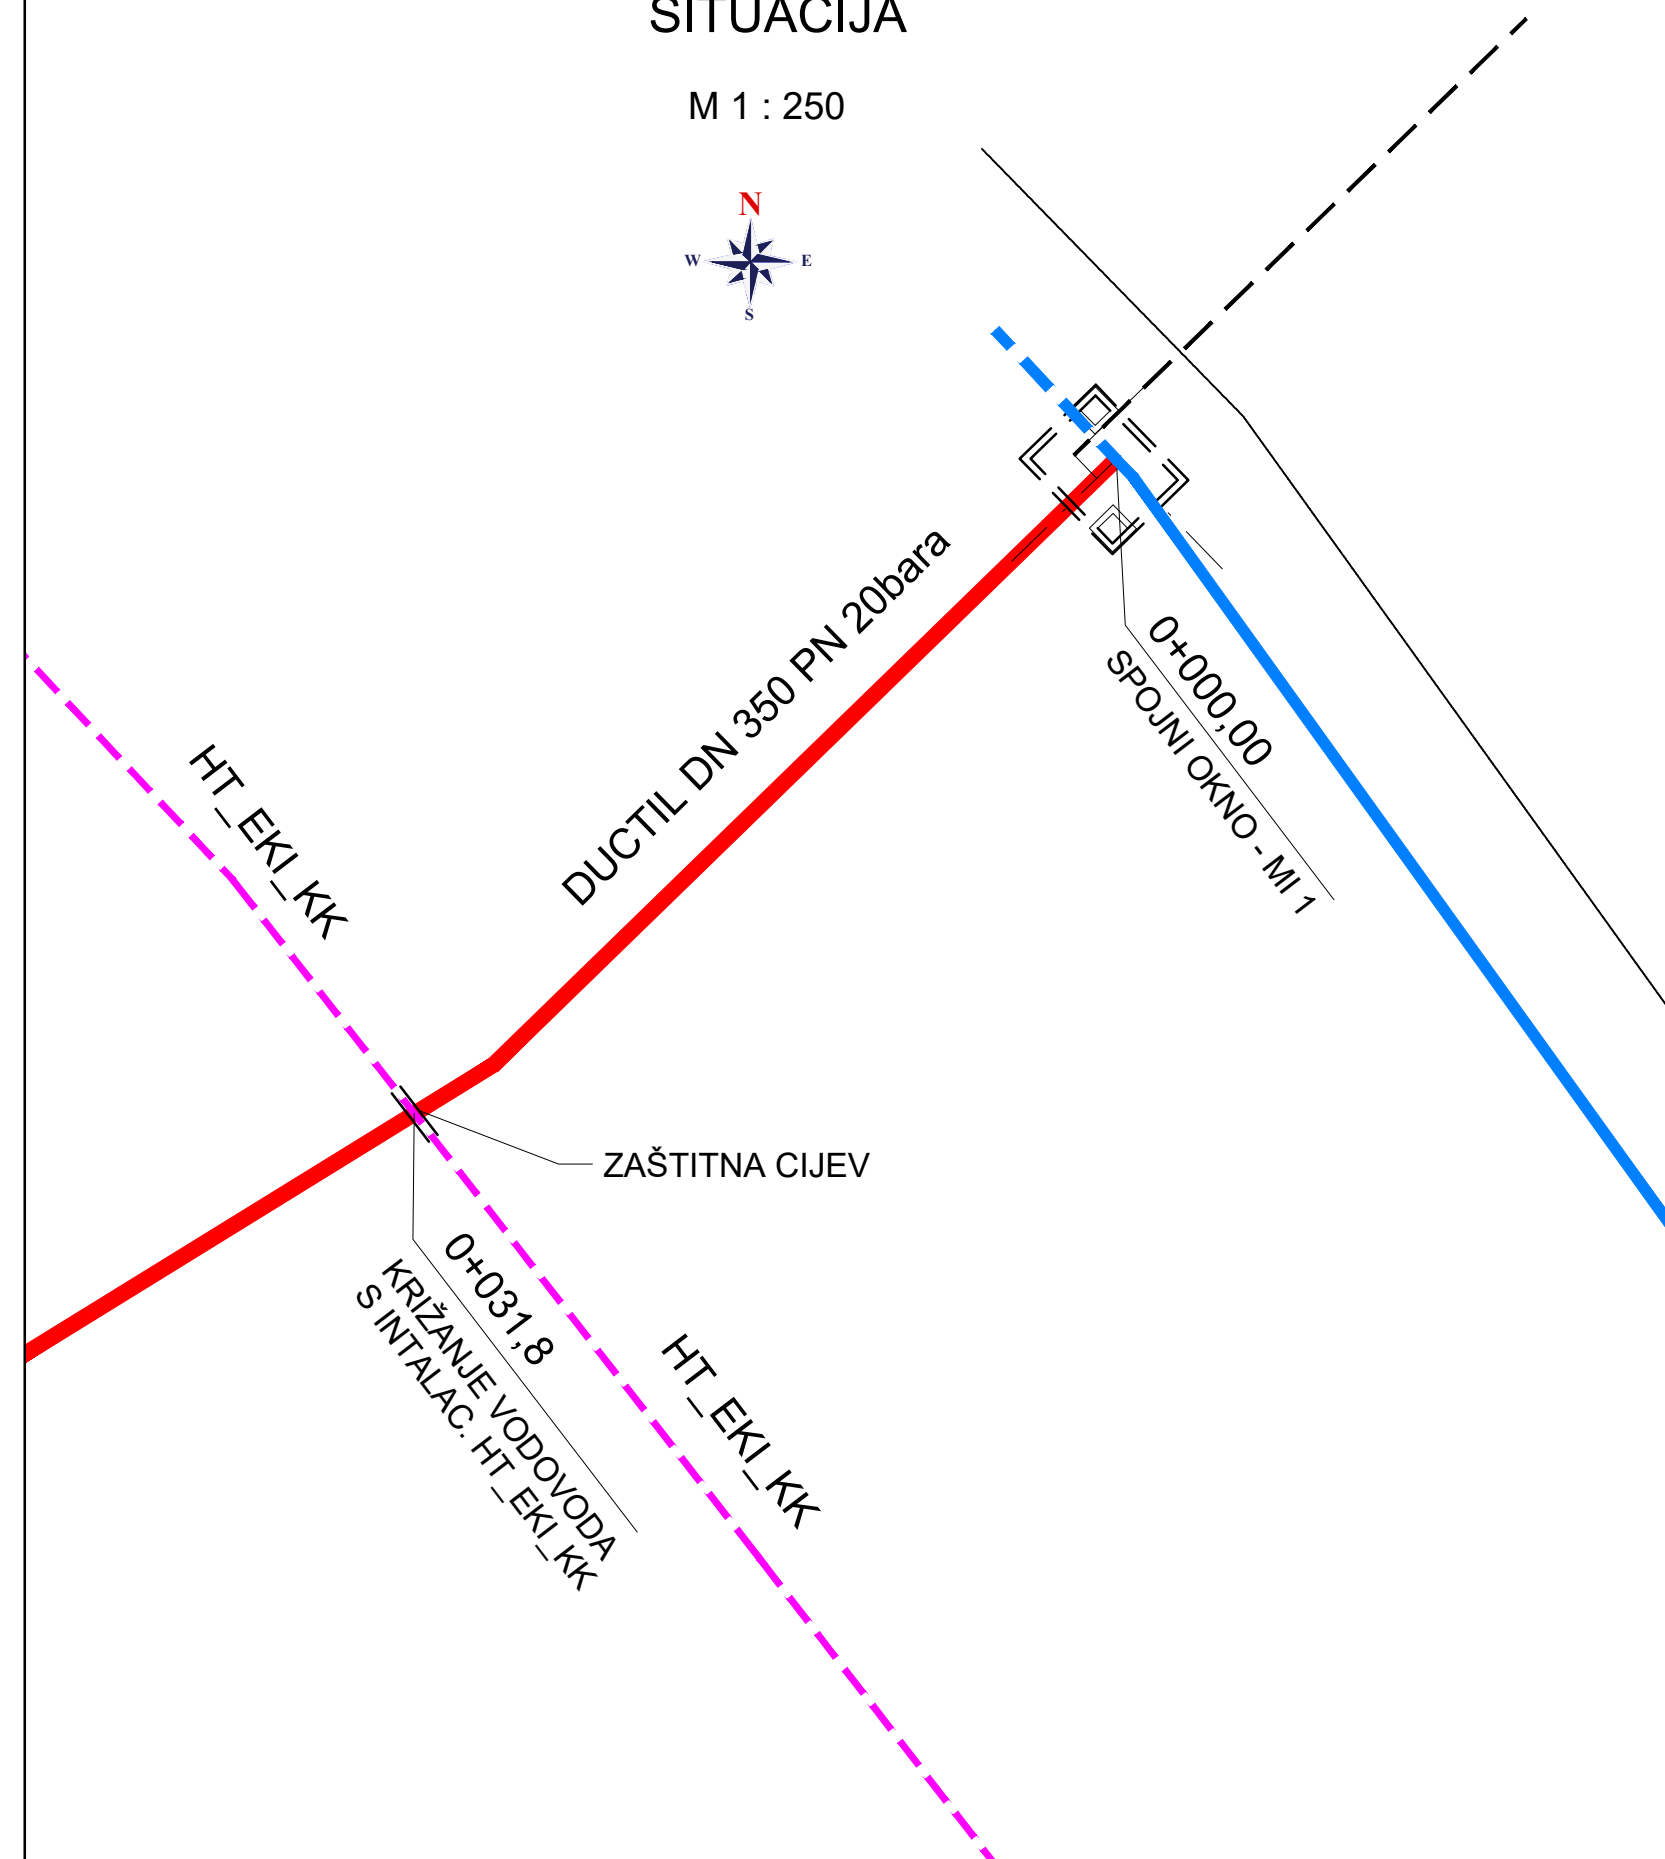 SITUACIJA
M 1 : 250
N
W
E
S
DUCTIL DN 350 PN 20bara
0+000,00
SPOJNI OKNO - MI 1
HT_EKI_KK
ZAŠTITNA CIJEV
0+031,8
KRIŽANJE VODOVODA
S INTALAC. HT_EKI_KK
HT_EKI_KK